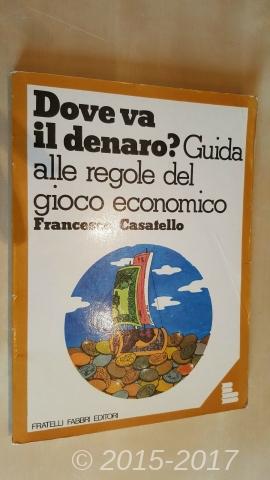 Dove va
il denaro? Guida
alle regole del
gioco economico
Francesco Casatello
FRATELLI FABBRI EDITORI
© 2015-2017